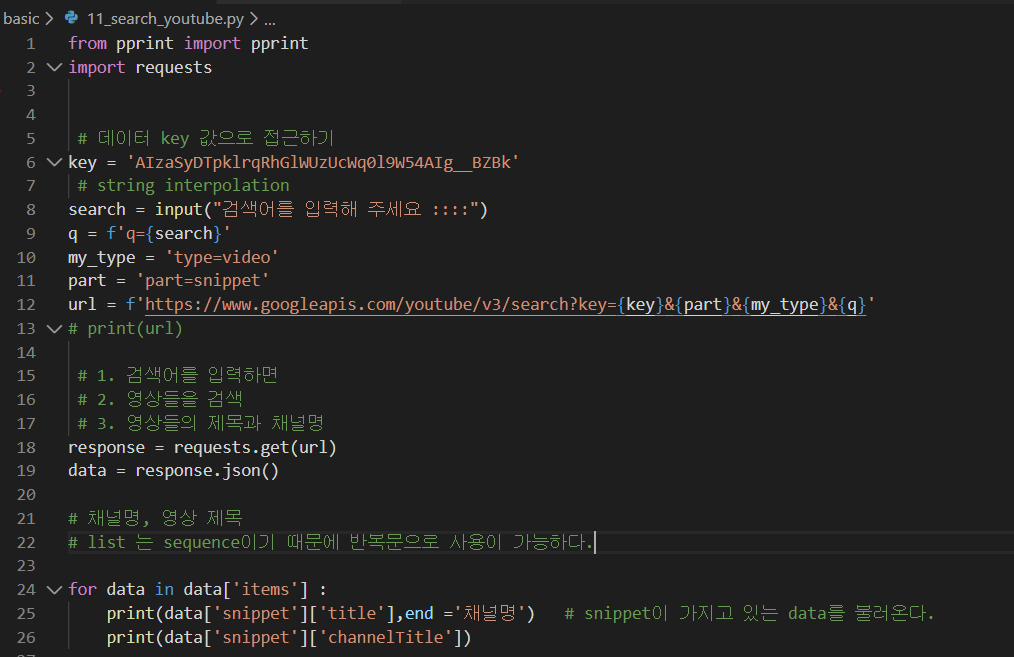 basic > 11_search_youtube.py > ...
1 from pprint import pprint
2 import requests
3
4
5 # 데이터 key 값으로 접근하기
6 key = 'AIzaSyDTpklrqRhGlWUzUcWq0l9W54AIg__BZBk'
7 # string interpolation
8 search = input("검색어를 입력해 주세요 ::::")
9 q = f'q={search}'
10 my_type = 'type=video'
11 part = 'part=snippet'
12 url = f'https://www.googleapis.com/youtube/v3/search?key={key}&{part}&{my_type}&{q}'
13 # print(url)
14
15 # 1. 검색어를 입력하면
16 # 2. 영상들을 검색
17 # 3. 영상들의 제목과 채널명
18 response = requests.get(url)
19 data = response.json()
20
21 # 채널명, 영상 제목
22 # list 는 sequence이기 때문에 반복문으로 사용이 가능하다.
23
24 for data in data['items'] :
25 print(data['snippet']['title'],end ='채널명') # snippet이 가지고 있는 data를 불러온다.
26 print(data['snippet']['channelTitle'])